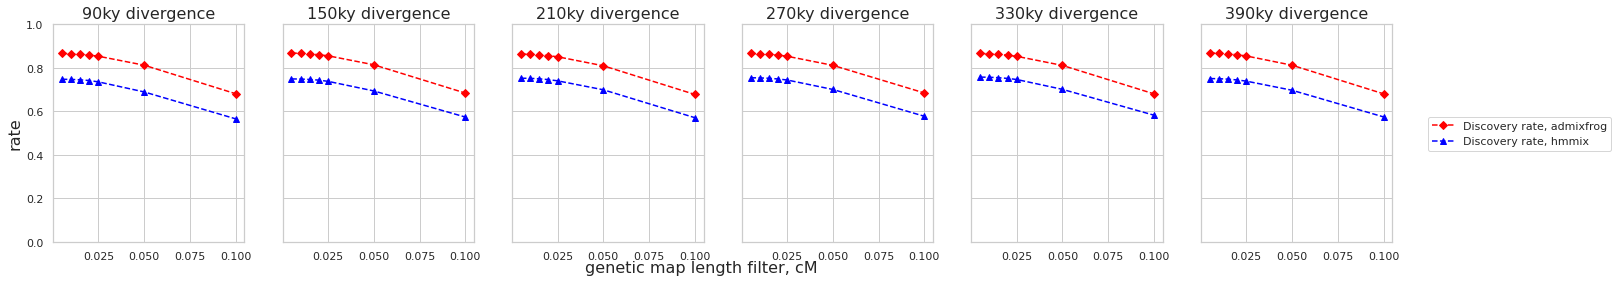 90ky divergence
150ky divergence
210ky divergence
270ky divergence
330ky divergence
390ky divergence
1.0
0.8
0.6
0.4
0.2
0.0
rate
0.025 0.050 0.075 0.100
0.025 0.050 0.075 0.100
0.025 0.050 0.075 0.100
0.025 0.050 0.075 0.100
0.025 0.050 0.075 0.100
0.025 0.050 0.075 0.100
genetic map length filter, cM
Discovery rate, admixfrog
Discovery rate, hmmix